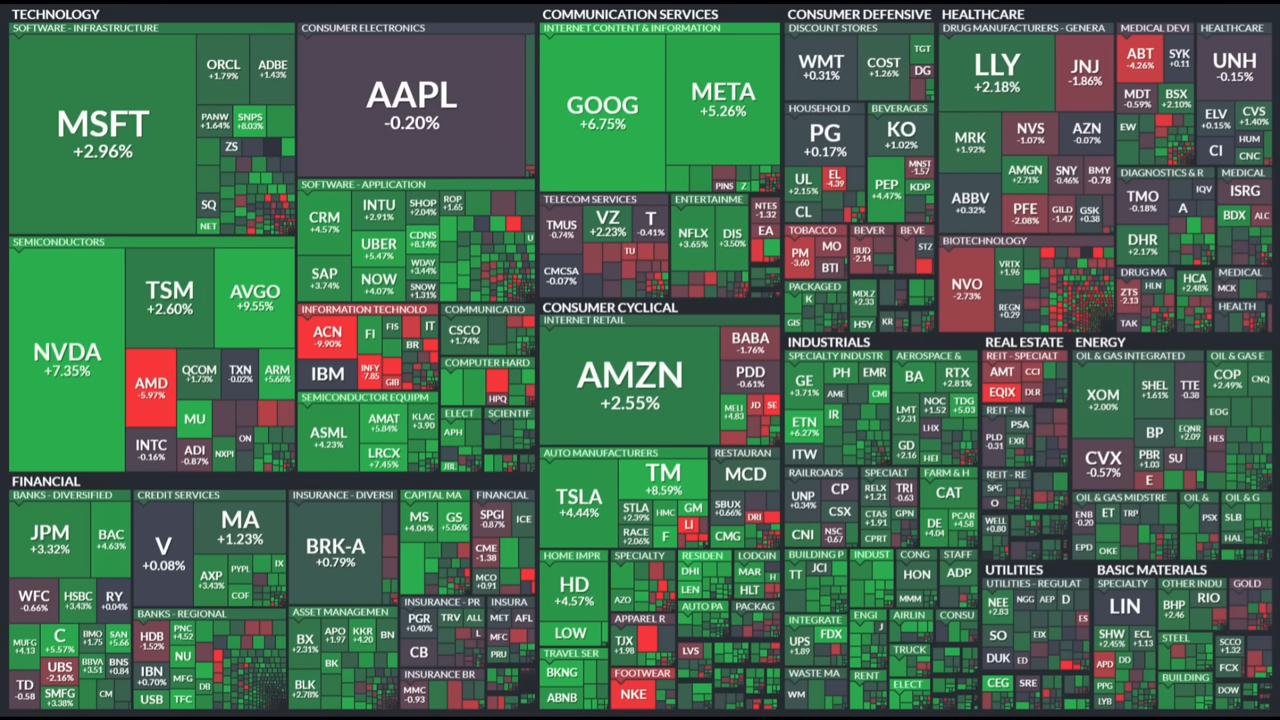 TECHNOLOGY
SOFTWARE - INFRASTRUCTURE
MSFT
+2.96%
ORCL
+1.79%
ADBE
+1.43%
PANW
+1.64%
SNPS
+8.03%
ZS
SQ
NET
CONSUMER ELECTRONICS
AAPL
-0.20%
SOFTWARE - APPLICATION
CRM
+4.57%
INTU
+2.91%
SHOP
+2.04%
ROP
+1.65
UBER
+5.47%
CDNS
+8.14%
U
SAP
+3.74%
NOW
+4.07%
WDAY
+3.44%
SNOW
+1.31%
SEMICONDUCTORS
NVDA
+7.35%
TSM
+2.60%
AVGO
+9.55%
AMD
-5.97%
QCOM
+1.73%
TXN
-0.02%
ARM
+5.66%
MU
INTC
-0.16%
ADI
-0.87%
NXPI
ON
INFORMATION TECHNOLO
ACN
-9.90%
FI
FIS
IT
BR
IBM
INFY
-7.85
GIB
COMMUNICATIO
CSCO
+1.74%
COMPUTER HARD
HPQ
SEMICONDUCTOR EQUIPM
ASML
+4.23%
AMAT
+5.84%
KLAC
+3.90
LRCX
+7.45%
ELECT
APH
JBL
SCIENTIF
COMMUNICATION SERVICES
INTERNET CONTENT & INFORMATION
GOOG
+6.75%
META
+5.26%
PINS
Z
TELECOM SERVICES
TMUS
-0.74%
VZ
+2.23%
T
-0.41%
TU
CMCSA
-0.07%
ENTERTAINME
NFLX
+3.65%
DIS
+3.50%
NTES
-1.32
EA
CONSUMER CYCLICAL
INTERNET RETAIL
AMZN
+2.55%
BABA
-1.76%
PDD
-0.61%
MELI
+4.83
JD
SE
AUTO MANUFACTURERS
TSLA
+4.44%
TM
+8.59%
STLA
+2.39%
HMC
GM
LI
RACE
+2.06%
F
RESTAURAN
MCD
SBUX
+0.66%
DRI
CMG
HOME IMPR
HD
+4.57%
LOW
SPECIALTY
AZO
RESIDEN
DHI
LEN
LODGIN
MAR
H
HLT
APPAREL R
TJX
+1.98
AUTO PA
PACKAG
LVS
TRAVEL SER
BKNG
ABNB
FOOTWEAR
NKE
CONSUMER DEFENSIVE
DISCOUNT STORES
WMT
+0.31%
COST
+1.26%
TGT
DG
HOUSEHOLD
PG
+0.17%
UL
+2.15%
EL
-4.39
CL
BEVERAGES
KO
+1.02%
PEP
+4.47%
MNST
-1.57
KDP
TOBACCO
PM
-3.60
MO
BTI
BEVER
BUD
-2.14
BEVE
STZ
PACKAGED
K
GIS
MDLZ
+2.33
HSY
KR
HEALTHCARE
DRUG MANUFACTURERS - GENERA
LLY
+2.18%
JNJ
-1.86%
MRK
+1.92%
NVS
-1.07%
AZN
-0.07%
AMGN
+2.71%
SNY
-0.46%
BMY
-0.78
ABBV
+0.32%
PFE
-2.08%
GILD
-1.47
GSK
+0.38
MEDICAL DEVI
ABT
-4.26%
SYK
+0.11
MDT
-0.59%
BSX
+2.10%
EW
HEALTHCARE
UNH
-0.15%
ELV
+0.15%
CVS
+1.40%
CI
HUM
CNC
DIAGNOSTICS & R
TMO
-0.18%
IQV
A
DHR
+2.17%
MEDICAL
ISRG
BDX
ALC
BIOTECHNOLOGY
NVO
-2.73%
VRTX
+1.96
REGN
+0.29
DRUG MA
ZTS
-2.13
HLN
TAK
HCA
+2.48%
MEDICAL
MCK
HEALTH
INDUSTRIALS
SPECIALTY INDUSTR
GE
+3.71%
PH
EMR
AME
CMI
ETN
+6.27%
IR
ITW
AEROSPACE &
BA
RTX
+2.81%
LMT
+2.31
NOC
+1.52
TDG
+5.03
LHX
GD
+2.16
HEI
RAILROADS
UNP
+0.34%
CP
CSX
CNI
NSC
-0.67
SPECIALT
RELX
+1.21
TRI
-0.63
CTAS
+1.91
GPN
CPRT
FARM & H
CAT
DE
+4.04
PCAR
+4.58
BUILDING P
TT
JCI
INDUST
CONG
HON
MMM
STAFF
ADP
INTEGRATE
UPS
+1.89
FDX
ENGI
J
AIRLIN
CONSU
TRUCK
WASTE MA
WM
RENT
ELECT
REAL ESTATE
REIT - SPECIALT
AMT
CCI
EQIX
DLR
REIT - IN
PSA
PLD
-0.31
EXR
REIT - RE
SPG
O
WELL
+0.80
ENERGY
OIL & GAS INTEGRATED
XOM
+2.00%
SHEL
+1.61%
TTE
-0.38
BP
EQNR
+2.09
CVX
-0.57%
PBR
+1.03
SU
E
OIL & GAS E
COP
+2.49%
CNQ
EOG
HES
OIL & GAS MIDSTRE
ENB
-0.20
ET
TRP
EPD
OKE
OIL &
PSX
OIL & G
SLB
HAL
UTILITIES
UTILITIES - REGULAT
NEE
+2.83
NGG
AEP
D
ES
SO
EIX
DUK
ED
CEG
SRE
BASIC MATERIALS
SPECIALTY
LIN
SHW
+2.45%
ECL
+1.13
APD
DD
PPG
LYB
OTHER INDU
BHP
+2.46
RIO
GOLD
STEEL
SCCO
+1.32
FCX
BUILDING
DOW
FINANCIAL
BANKS - DIVERSIFIED
JPM
+3.32%
BAC
+4.63%
WFC
-0.66%
HSBC
+3.43%
RY
+0.04%
MUFG
+4.13
C
+5.57%
BMO
+1.75
SAN
+5.66
UBS
-2.16%
BBVA
+3.51
BNS
+0.84
TD
-0.58
SMFG
+3.38%
CM
CREDIT SERVICES
V
+0.08%
MA
+1.23%
AXP
+3.43%
PYPL
IX
COF
BANKS - REGIONAL
HDB
-1.52%
PNC
+4.52
NU
IBN
+0.70%
MFG
DB
USB
TFC
INSURANCE - DIVERSI
BRK-A
+0.79%
ASSET MANAGEMEN
BX
+2.31%
APO
+1.97
KKR
+4.20
BN
BK
BLK
+2.78%
CAPITAL MA
MS
+4.04%
GS
+5.06%
FINANCIAL
SPGI
-0.87%
ICE
CME
-1.38
MCO
+0.91
INSURANCE - PR
PGR
+0.40%
TRV
ALL
L
CB
INSURA
MET
AFL
MFC
PRU
INSURANCE BR
MMC
-0.93